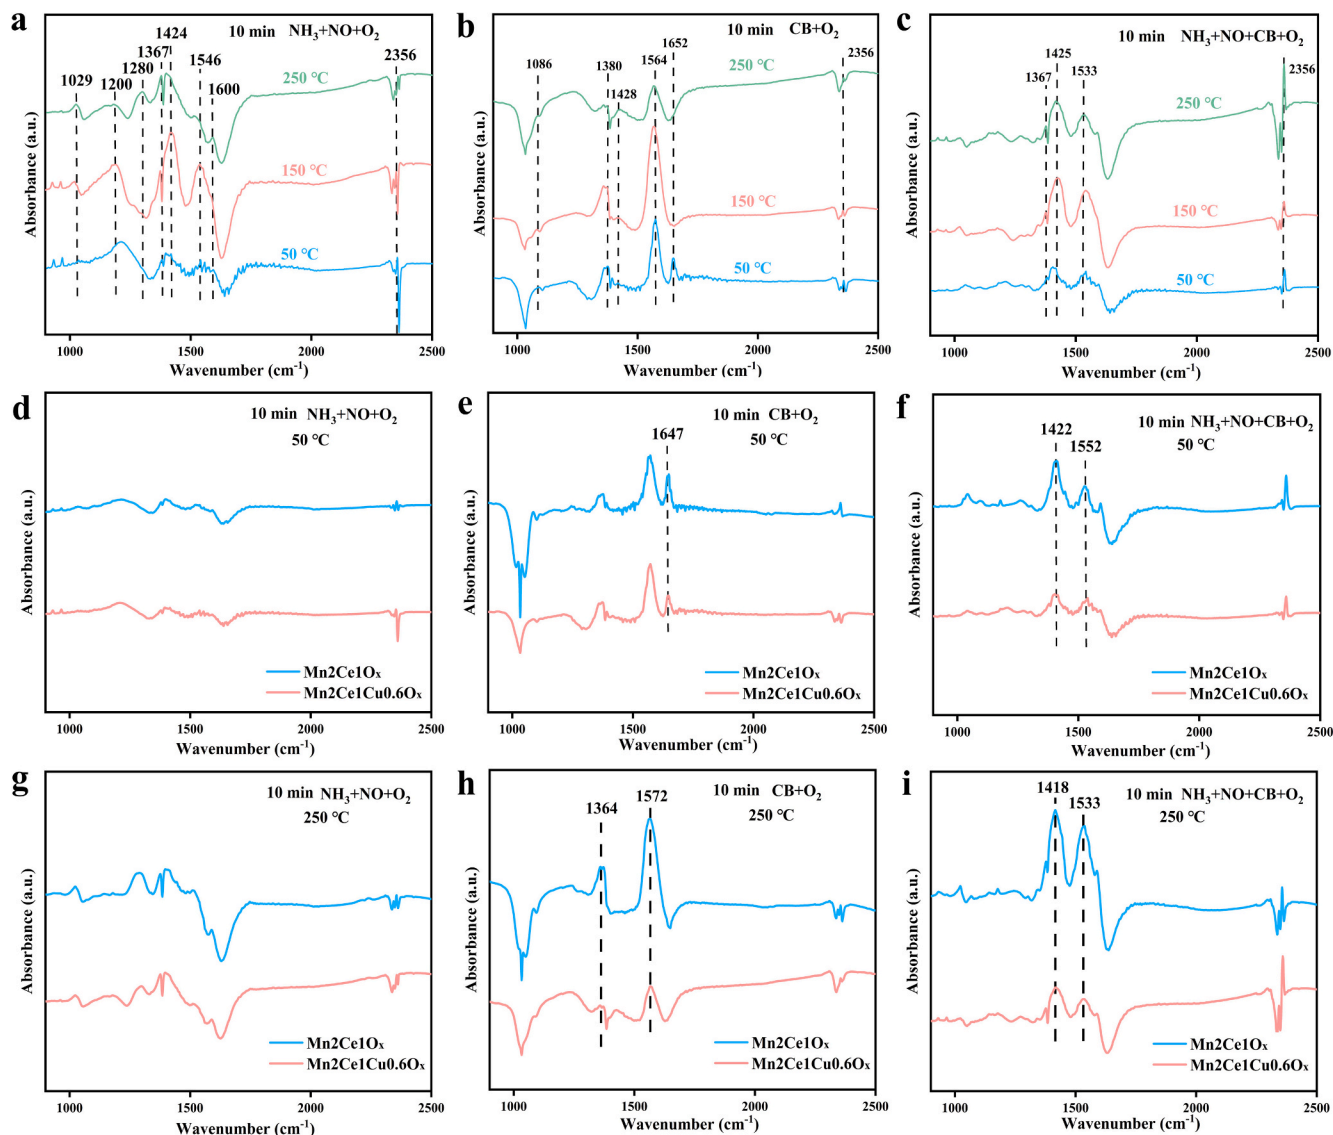 a
10 min NH₃+NO+O₂
1029
1200
1280
1367
1424
1546
1600
2356
250 °C
150 °C
50 °C
Absorbance (a.u.)
1000 1500 2000 2500
Wavenumber (cm⁻¹)
b
10 min CB+O₂
1086
1380
1428
1564
1652
2356
250 °C
150 °C
50 °C
Absorbance (a.u.)
1000 1500 2000 2500
Wavenumber (cm⁻¹)
c
10 min NH₃+NO+CB+O₂
1367
1425
1533
2356
250 °C
150 °C
50 °C
Absorbance (a.u.)
1000 1500 2000 2500
Wavenumber (cm⁻¹)
d
10 min NH₃+NO+O₂
50 °C
Mn2Ce1Ox
Mn2Ce1Cu0.6Ox
Absorbance (a.u.)
1000 1500 2000 2500
Wavenumber (cm⁻¹)
e
10 min CB+O₂
50 °C
1647
Mn2Ce1Ox
Mn2Ce1Cu0.6Ox
Absorbance (a.u.)
1000 1500 2000 2500
Wavenumber (cm⁻¹)
f
10 min NH₃+NO+CB+O₂
50 °C
1422
1552
Mn2Ce1Ox
Mn2Ce1Cu0.6Ox
Absorbance (a.u.)
1000 1500 2000 2500
Wavenumber (cm⁻¹)
g
10 min NH₃+NO+O₂
250 °C
Mn2Ce1Ox
Mn2Ce1Cu0.6Ox
Absorbance (a.u.)
1000 1500 2000 2500
Wavenumber (cm⁻¹)
h
10 min CB+O₂
250 °C
1364
1572
Mn2Ce1Ox
Mn2Ce1Cu0.6Ox
Absorbance (a.u.)
1000 1500 2000 2500
Wavenumber (cm⁻¹)
i
10 min NH₃+NO+CB+O₂
250 °C
1418
1533
Mn2Ce1Ox
Mn2Ce1Cu0.6Ox
Absorbance (a.u.)
1000 1500 2000 2500
Wavenumber (cm⁻¹)